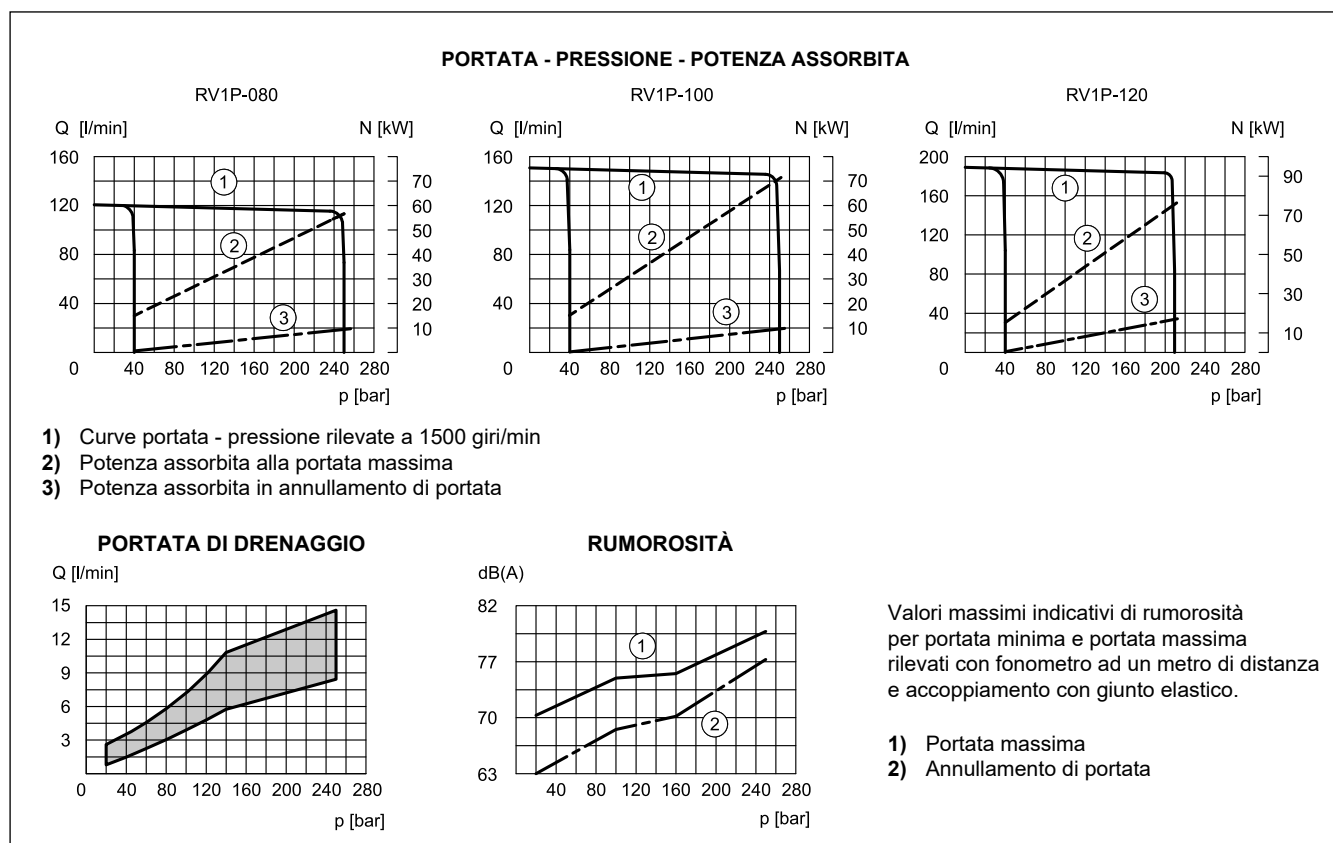 PORTATA - PRESSIONE - POTENZA ASSORBITA
RV1P-080
Q [l/min]
N [kW]
160
120
80
40
0
70
60
50
40
30
20
10
40 80 120 160 200 240 280
p [bar]
1
2
3
RV1P-100
Q [l/min]
N [kW]
160
120
80
40
0
70
60
50
40
30
20
10
40 80 120 160 200 240 280
p [bar]
1
2
3
RV1P-120
Q [l/min]
N [kW]
200
160
120
80
40
0
90
70
50
30
10
40 80 120 160 200 240 280
p [bar]
1
2
3
1) Curve portata - pressione rilevate a 1500 giri/min
2) Potenza assorbita alla portata massima
3) Potenza assorbita in annullamento di portata
PORTATA DI DRENAGGIO
Q [l/min]
15
12
9
6
3
0 40 80 120 160 200 240 280
p [bar]
RUMOROSITÀ
dB(A)
82
77
70
63
0 40 80 120 160 200 240 280
p [bar]
1
2
Valori massimi indicativi di rumorosità
per portata minima e portata massima
rilevati con fonometro ad un metro di distanza
e accoppiamento con giunto elastico.
1) Portata massima
2) Annullamento di portata